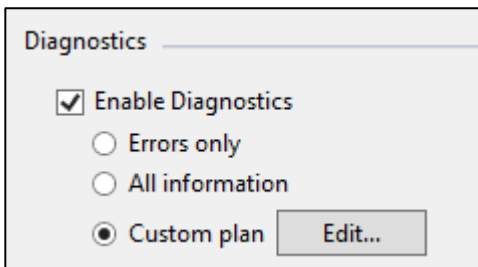 Diagnostics
Enable Diagnostics
Errors only
All information
Custom plan Edit...